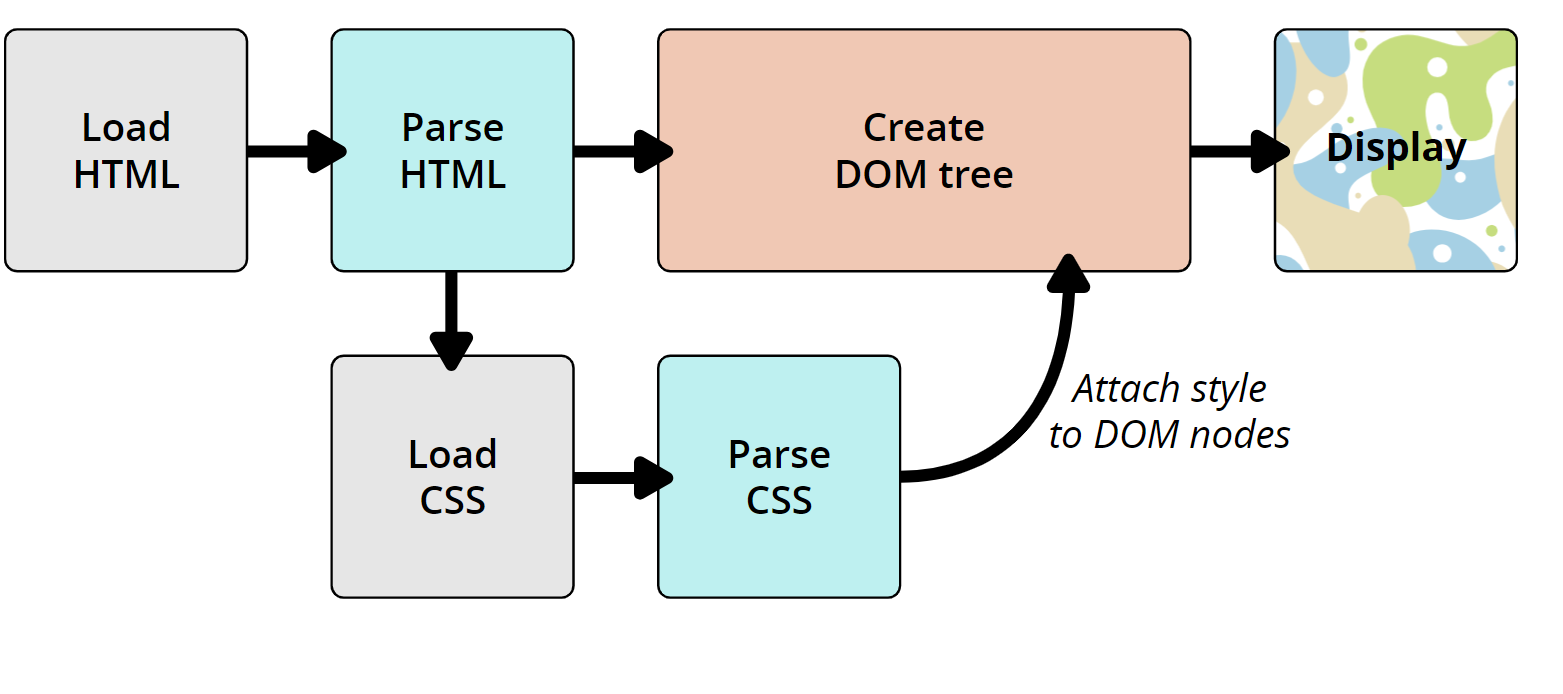 Load
HTML
Parse
HTML
Create
DOM tree
Display
Load
CSS
Parse
CSS
Attach style
to DOM nodes